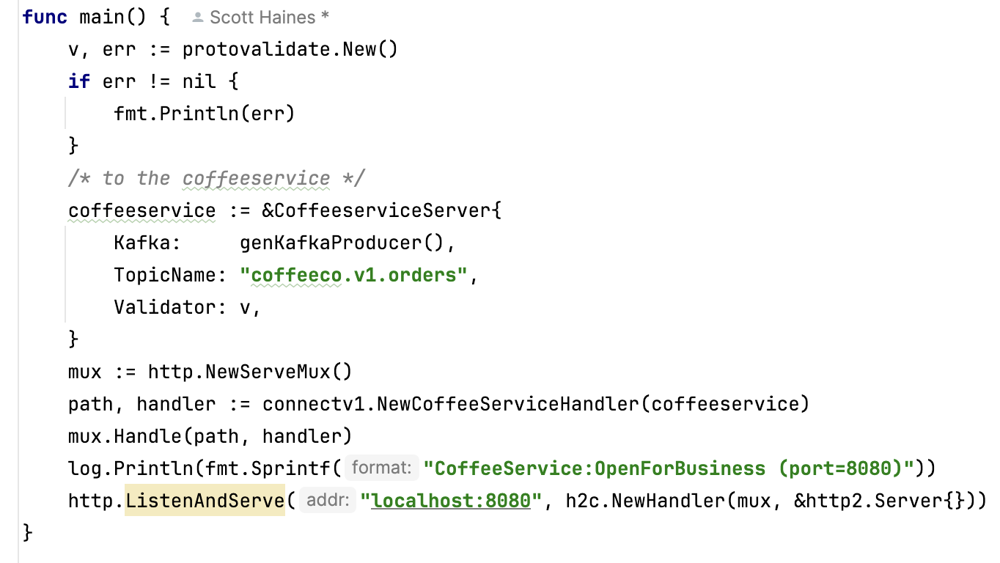 func main() {  Scott Haines *
    v, err := protovalidate.New()
    if err != nil {
        fmt.Println(err)
    }
    /* to the coffeeservice */
    coffeeservice := &CoffeeserviceServer{
        Kafka:     genKafkaProducer(),
        TopicName: "coffeeco.v1.orders",
        Validator: v,
    }
    mux := http.NewServeMux()
    path, handler := connectv1.NewCoffeeServiceHandler(coffeeservice)
    mux.Handle(path, handler)
    log.Println(fmt.Sprintf( format: "CoffeeService:OpenForBusiness (port=8080)"))
    http.ListenAndServe( addr: "localhost:8080", h2c.NewHandler(mux, &http2.Server{}))
}